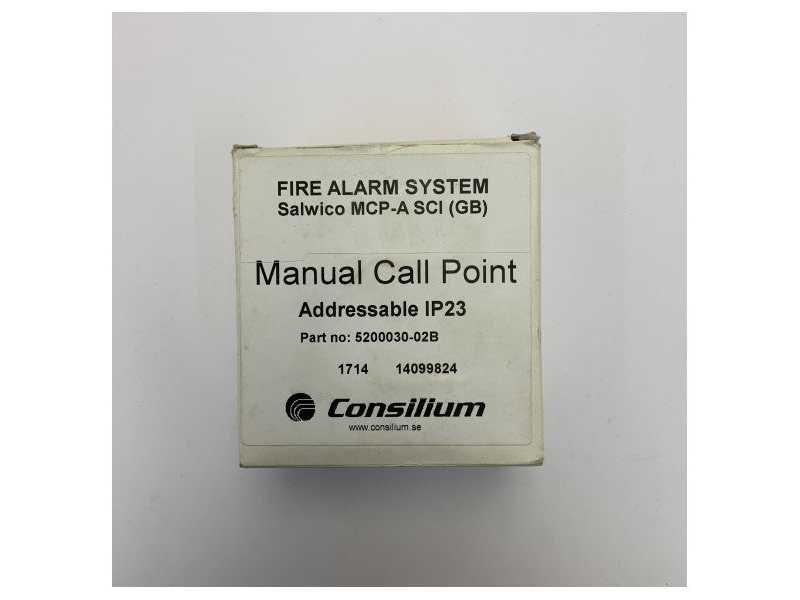 FIRE ALARM SYSTEM
Salwico MCP-A SCI (GB)
Manual Call Point
Addressable IP23
Part no: 5200030-02B
1714 14099824
Consilium
www.consilium.se